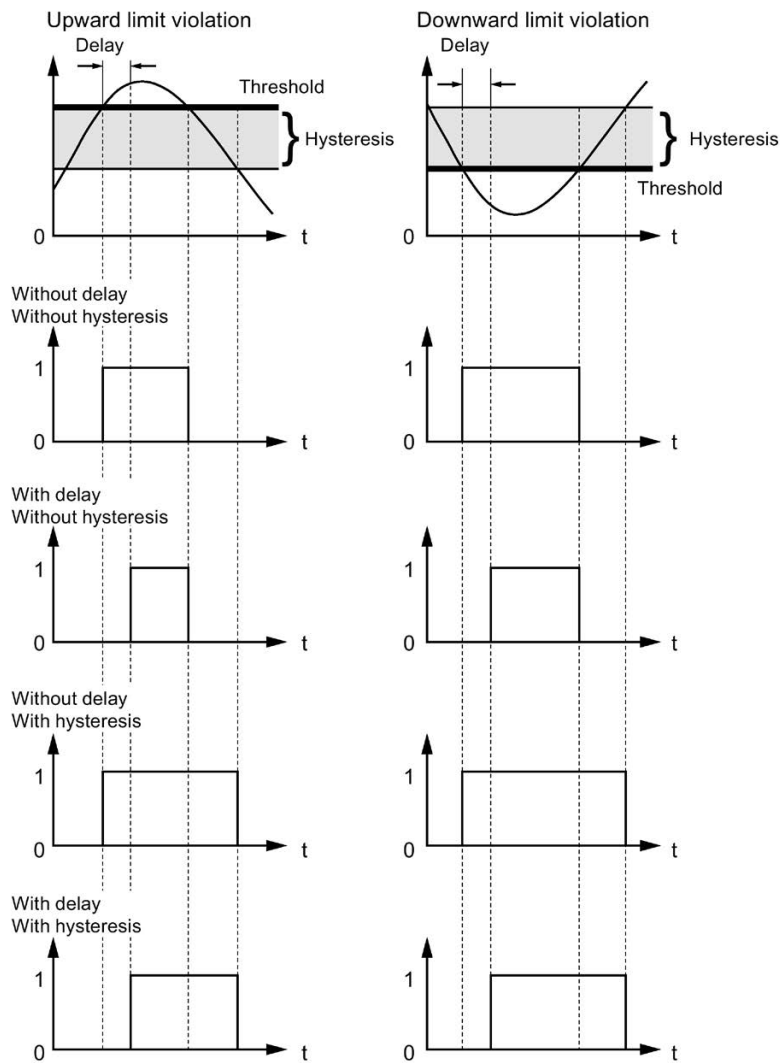 Upward limit violation
Delay
Threshold
} Hysteresis
0
t
Downward limit violation
Delay
} Hysteresis
Threshold
0
t
Without delay
Without hysteresis
1
0
t
1
0
t
With delay
Without hysteresis
1
0
t
1
0
t
Without delay
With hysteresis
1
0
t
1
0
t
With delay
With hysteresis
1
0
t
1
0
t